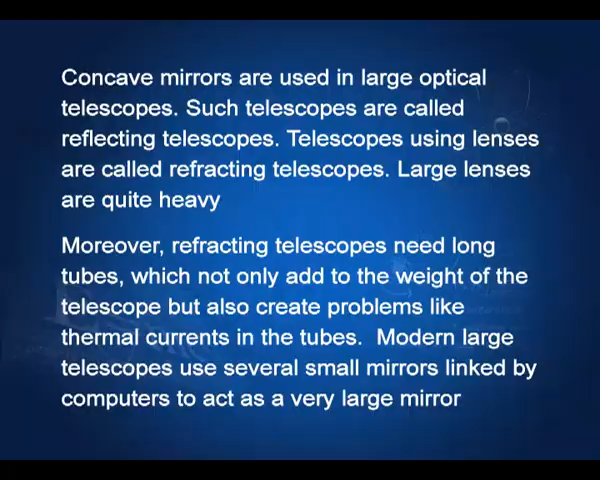 Concave mirrors are used in large optical
telescopes. Such telescopes are called
reflecting telescopes. Telescopes using lenses
are called refracting telescopes. Large lenses
are quite heavy
Moreover, refracting telescopes need long
tubes, which not only add to the weight of the
telescope but also create problems like
thermal currents in the tubes.  Modern large
telescopes use several small mirrors linked by
computers to act as a very large mirror